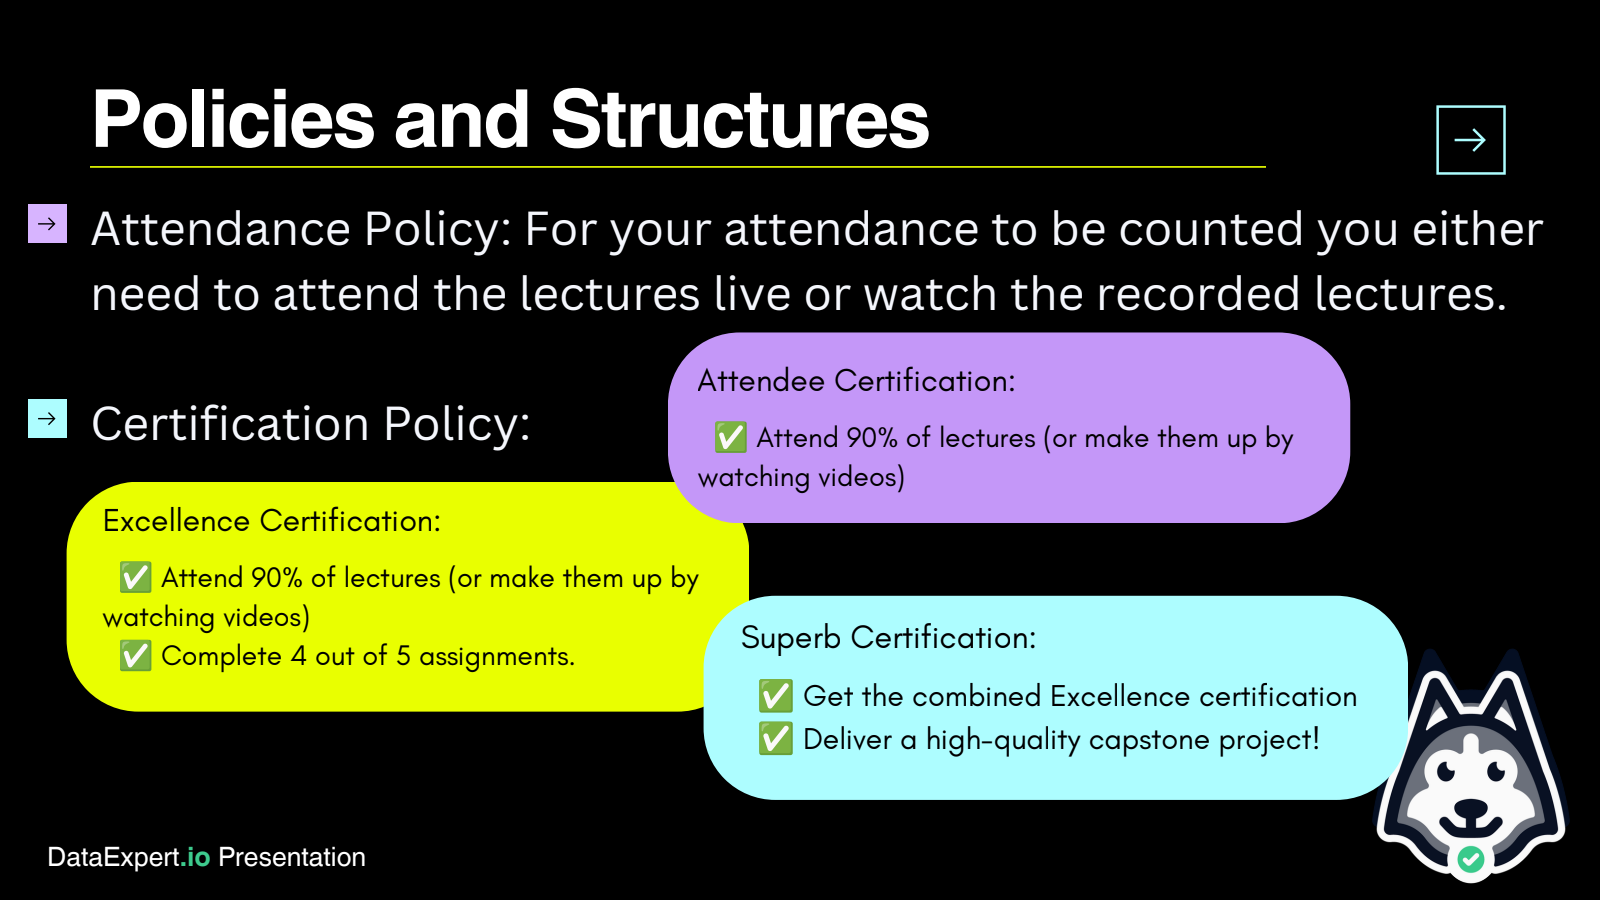 Policies and Structures
Attendance Policy: For your attendance to be counted you either
need to attend the lectures live or watch the recorded lectures.
Certification Policy:
Attendee Certification:
✅ Attend 90% of lectures (or make them up by
watching videos)
Excellence Certification:
✅ Attend 90% of lectures (or make them up by
watching videos)
✅ Complete 4 out of 5 assignments.
Superb Certification:
✅ Get the combined Excellence certification
✅ Deliver a high-quality capstone project!
DataExpert.io Presentation